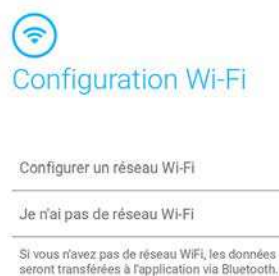 Configuration Wi-Fi
Configurer un réseau Wi-Fi
Je n'ai pas de réseau Wi-Fi
Si vous n'avez pas de réseau WiFi, les donnée
seront transférées à l'application via Bluetooth.